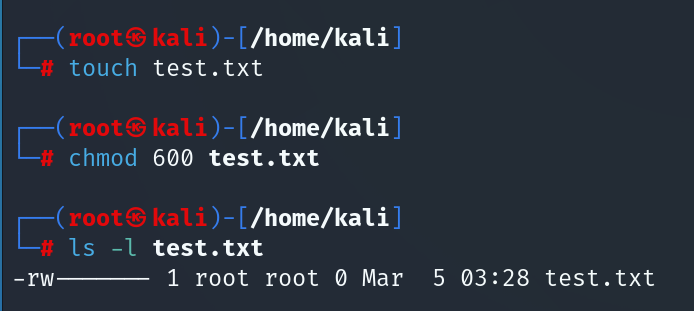 ┌──(root㉿kali)-[/home/kali]
└─# touch test.txt
┌──(root㉿kali)-[/home/kali]
└─# chmod 600 test.txt
┌──(root㉿kali)-[/home/kali]
└─# ls -l test.txt
-rw------- 1 root root 0 Mar  5 03:28 test.txt